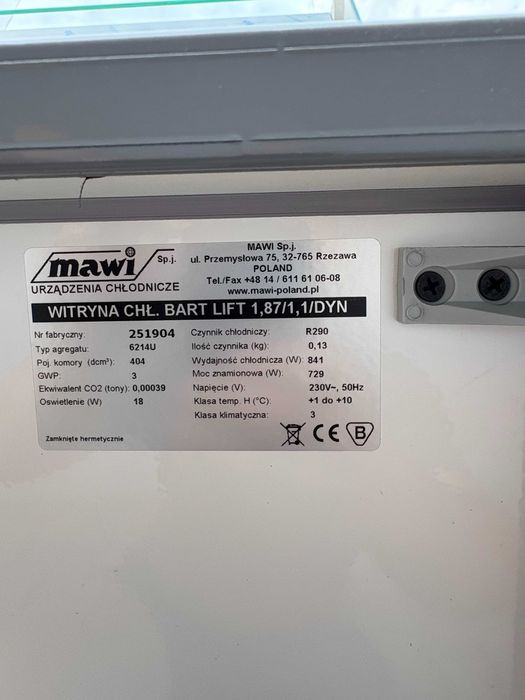 mawi Sp.j.
URZĄDZENIA CHŁODNICZE
MAWI Sp.j.
ul. Przemysłowa 75, 32-765 Rzezawa
POLAND
Tel./Fax +48 14 / 611 61 06-08
www.mawi-poland.pl
WITRYNA CHŁ. BART LIFT 1,87/1,1/DYN
Nr fabryczny: 251904
Typ agregatu: 6214U
Poj. komory (dcm³): 404
GWP: 3
Ekwiwalent CO2 (tony): 0,00039
Oswietlenie (W) 18
Zamknięte hermetycznie
Czynnik chłodniczy: R290
Ilość czynnika (kg): 0,13
Wydajność chłodnicza (W): 841
Moc znamionowa (W): 729
Napięcie (V): 230V~, 50Hz
Klasa temp. H (°C): +1 do +10
Klasa klimatyczna: 3
CE B